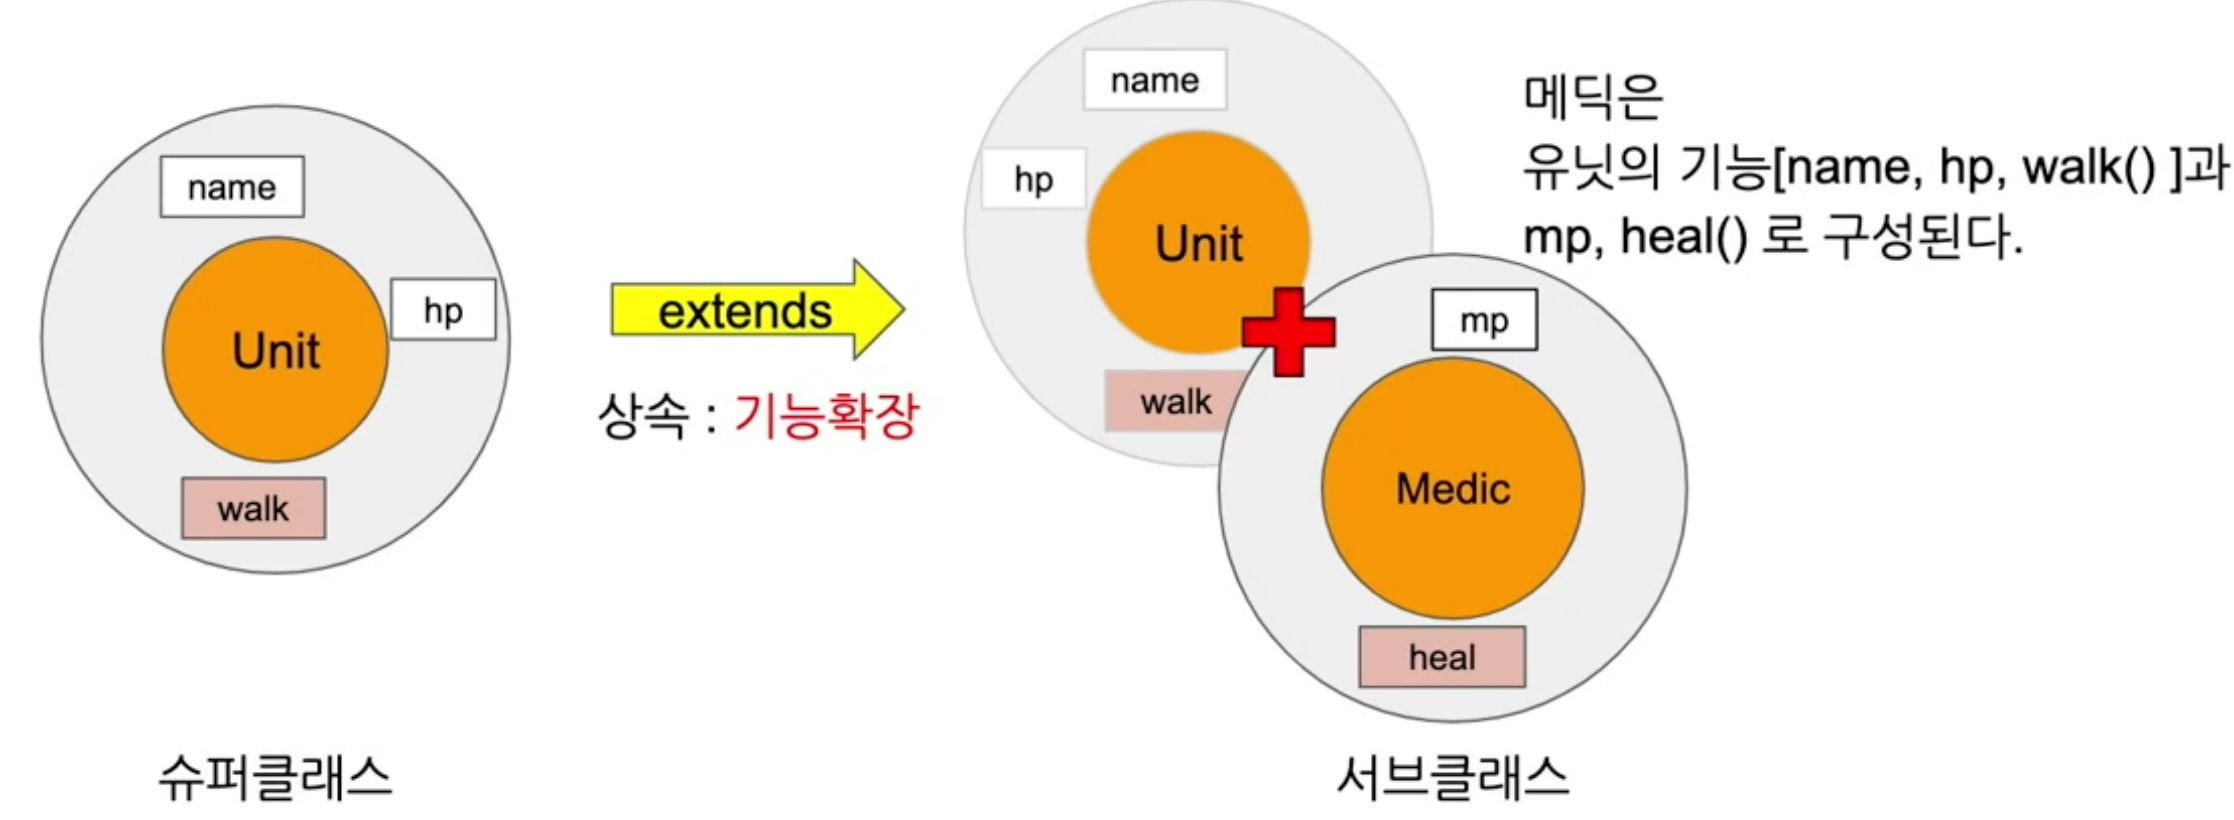 name
Unit
hp
walk
슈퍼클래스
extends
상속 : 기능확장
name
hp
Unit
walk
mp
Medic
heal
서브클래스
메딕은
유닛의 기능[name, hp, walk() ]과
mp, heal() 로 구성된다.